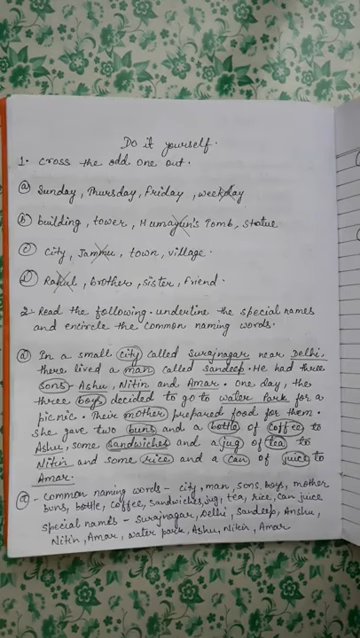 Do it yourself.
1. Cross the odd one out.
a) Sunday, Thursday, Friday, weekday
b) building, tower, Humayun's Tomb, statue
c) City, Jammu, town, village.
d) Rahul, brother, sister, friend.
2. Read the following. underline the special names
and encircle the common naming words.
a) In a small city called Surajnagar near Delhi,
there lived a man called Sandeep. He had three
sons - Ashu, Nitin and Amar. One day, the
three boys decided to go to water Park for a
picnic. Their mother prepared food for them.
She gave two buns and a bottle of coffee to
Ashu, some sandwiches and a jug of tea to
Nitin and some rice and a can of juice to
Amar.
- Common naming words - city, man, sons, boys, mother
buns, bottle, coffee, sandwiches, jug, tea, rice, can juice
special names - Surajnagar, Delhi, Sandeep, Anshu,
Nitin, Amar, water park, Ashu, Nitin, Amar